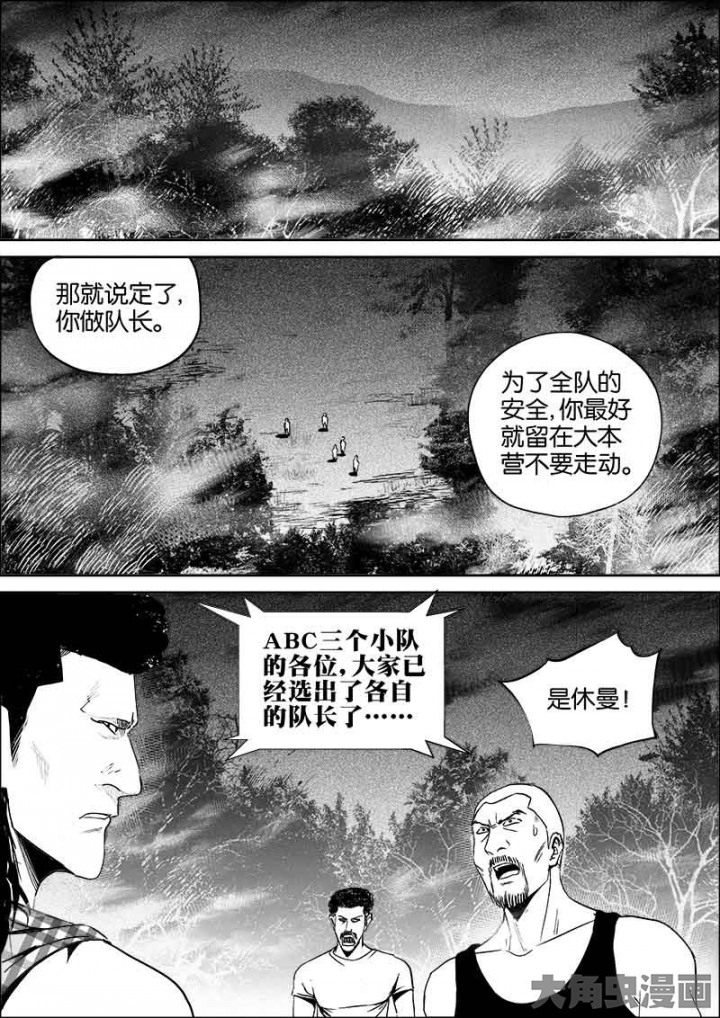 那就说定了,
你做队长。
为了全队的
安全,你最好
就留在大本
营不要走动。
ABC三个小队
的各位,大家已
经选出了各自
的队长了……
是休曼!
大角虫漫画